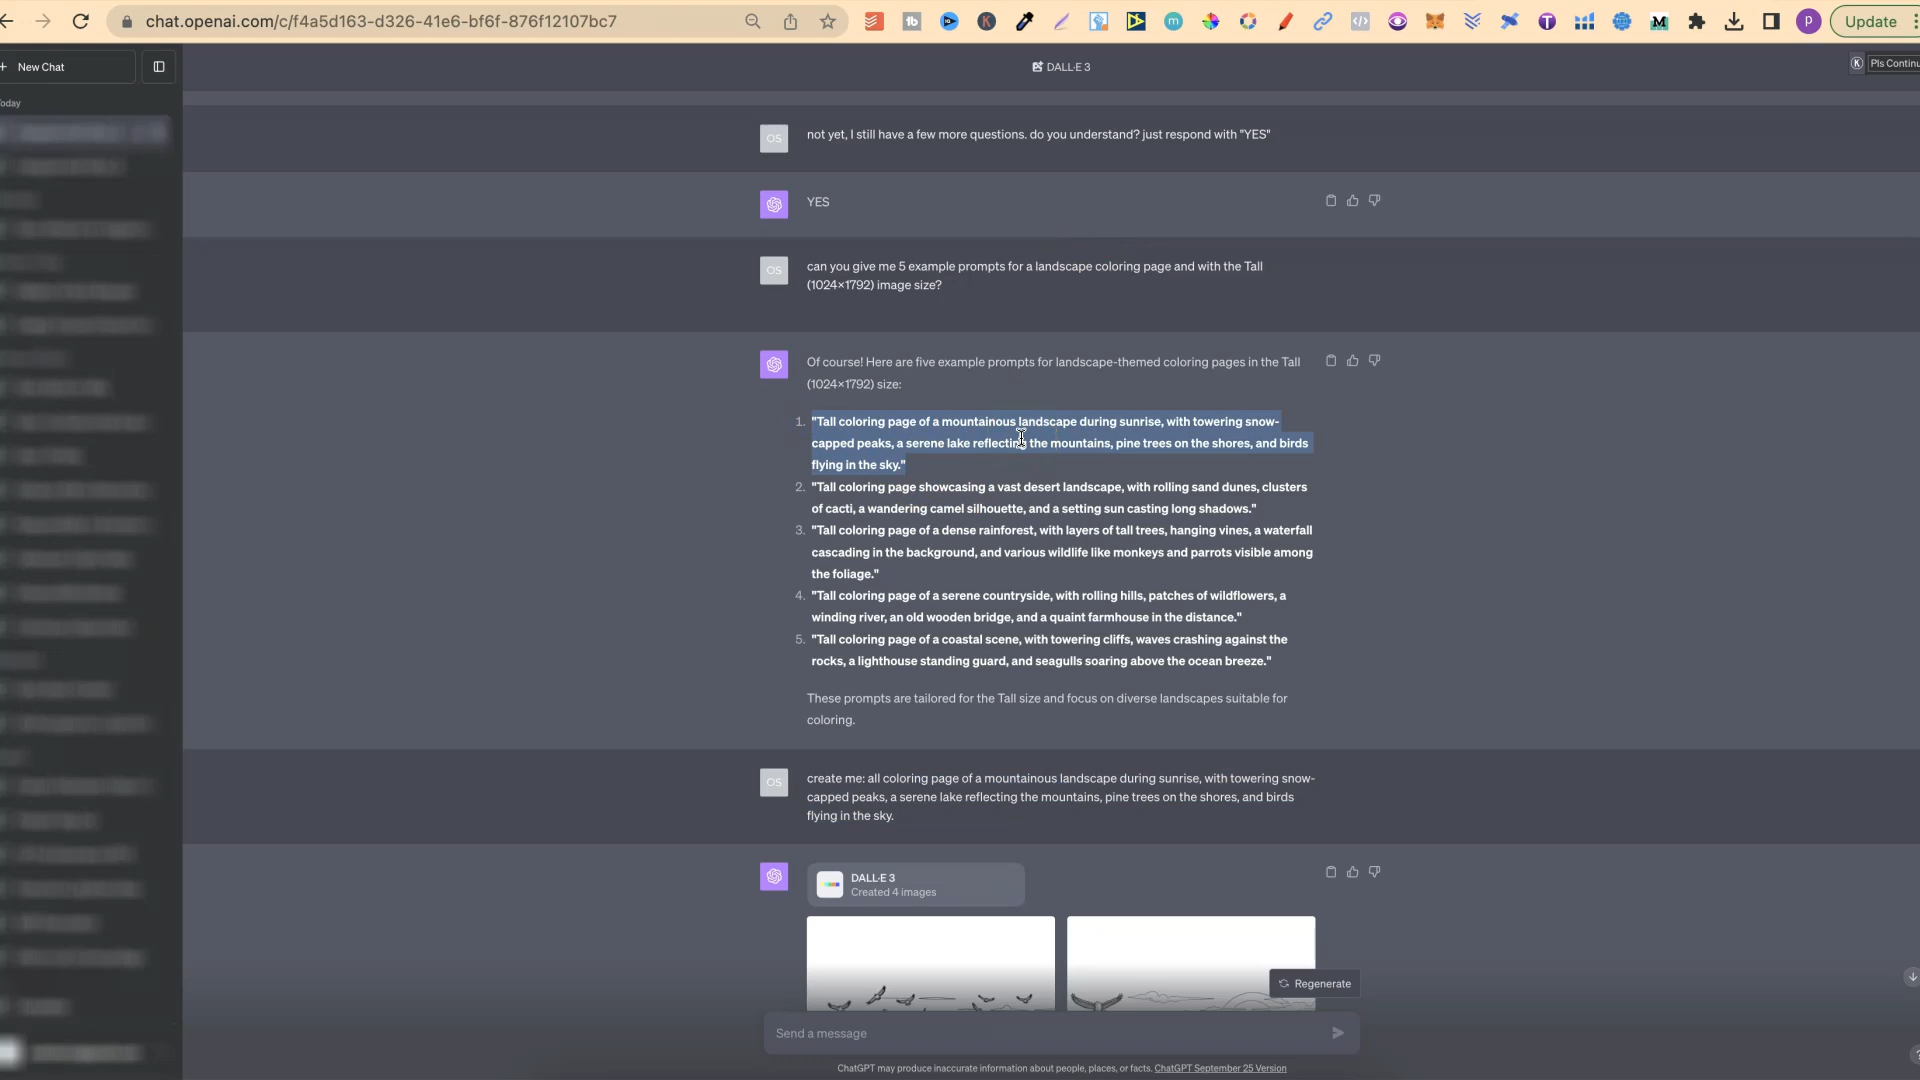 chat.openai.com/c/f4a5d163-d326-41e6-bf6f-876f12107bc7
Update
New Chat
DALL·E 3
Pls Continu
Today
not yet, I still have a few more questions. do you understand? just respond with "YES"
YES
can you give me 5 example prompts for a landscape coloring page and with the Tall
(1024×1792) image size?
Of course! Here are five example prompts for landscape-themed coloring pages in the Tall
(1024×1792) size:
1. "Tall coloring page of a mountainous landscape during sunrise, with towering snow-
capped peaks, a serene lake reflecting the mountains, pine trees on the shores, and birds
flying in the sky."
2. "Tall coloring page showcasing a vast desert landscape, with rolling sand dunes, clusters
of cacti, a wandering camel silhouette, and a setting sun casting long shadows."
3. "Tall coloring page of a dense rainforest, with layers of tall trees, hanging vines, a waterfall
cascading in the background, and various wildlife like monkeys and parrots visible among
the foliage."
4. "Tall coloring page of a serene countryside, with rolling hills, patches of wildflowers, a
winding river, an old wooden bridge, and a quaint farmhouse in the distance."
5. "Tall coloring page of a coastal scene, with towering cliffs, waves crashing against the
rocks, a lighthouse standing guard, and seagulls soaring above the ocean breeze."
These prompts are tailored for the Tall size and focus on diverse landscapes suitable for
coloring.
create me: all coloring page of a mountainous landscape during sunrise, with towering snow-
capped peaks, a serene lake reflecting the mountains, pine trees on the shores, and birds
flying in the sky.
DALL·E 3
Created 4 images
Regenerate
Send a message
ChatGPT may produce inaccurate information about people, places, or facts. ChatGPT September 25 Version